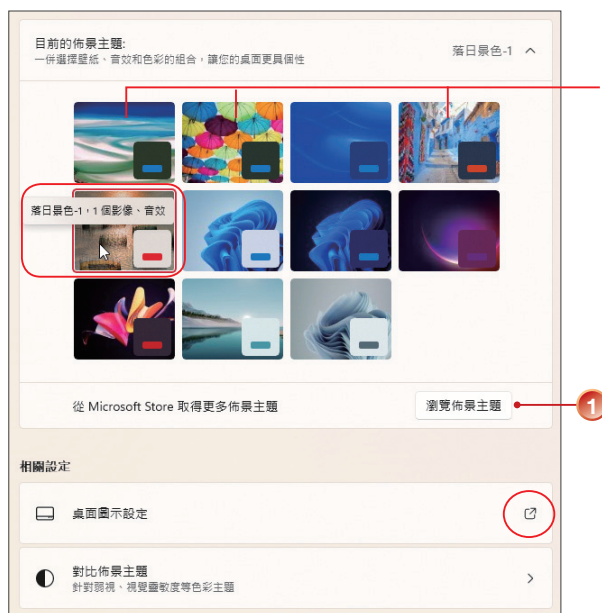 目前的佈景主題:
一併選擇壁紙、音效和色彩的組合，讓您的桌面更具個性
落日景色-1
落日景色-1，1 個影像、音效
從 Microsoft Store 取得更多佈景主題
瀏覽佈景主題
1
相關設定
桌面圖示設定
對比佈景主題
針對弱視、視覺靈敏度等色彩主題